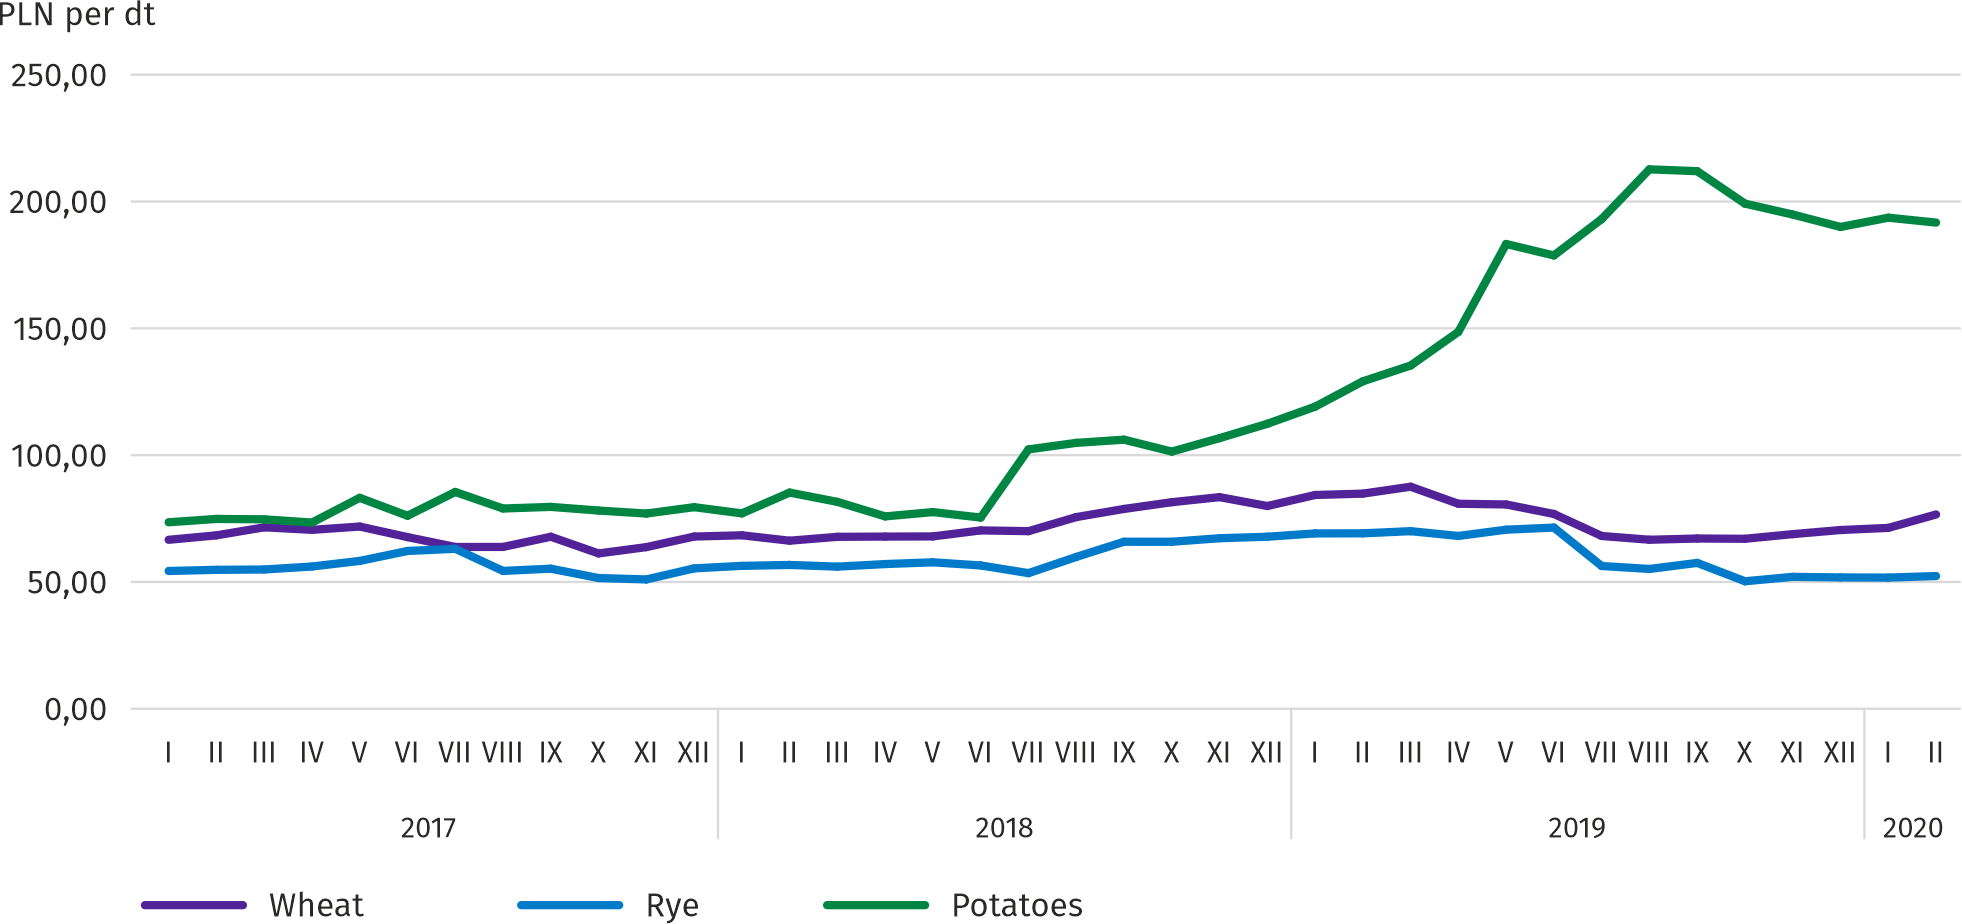 PLN per dt
250,00
200,00
150,00
100,00
50,00
0,00
I II III IV V VI VII VIII IX X XI XII I II III IV V VI VII VIII IX X XI XII I II III IV V VI VII VIII IX X XI XII I II
2017 2018 2019 2020
Wheat Rye Potatoes